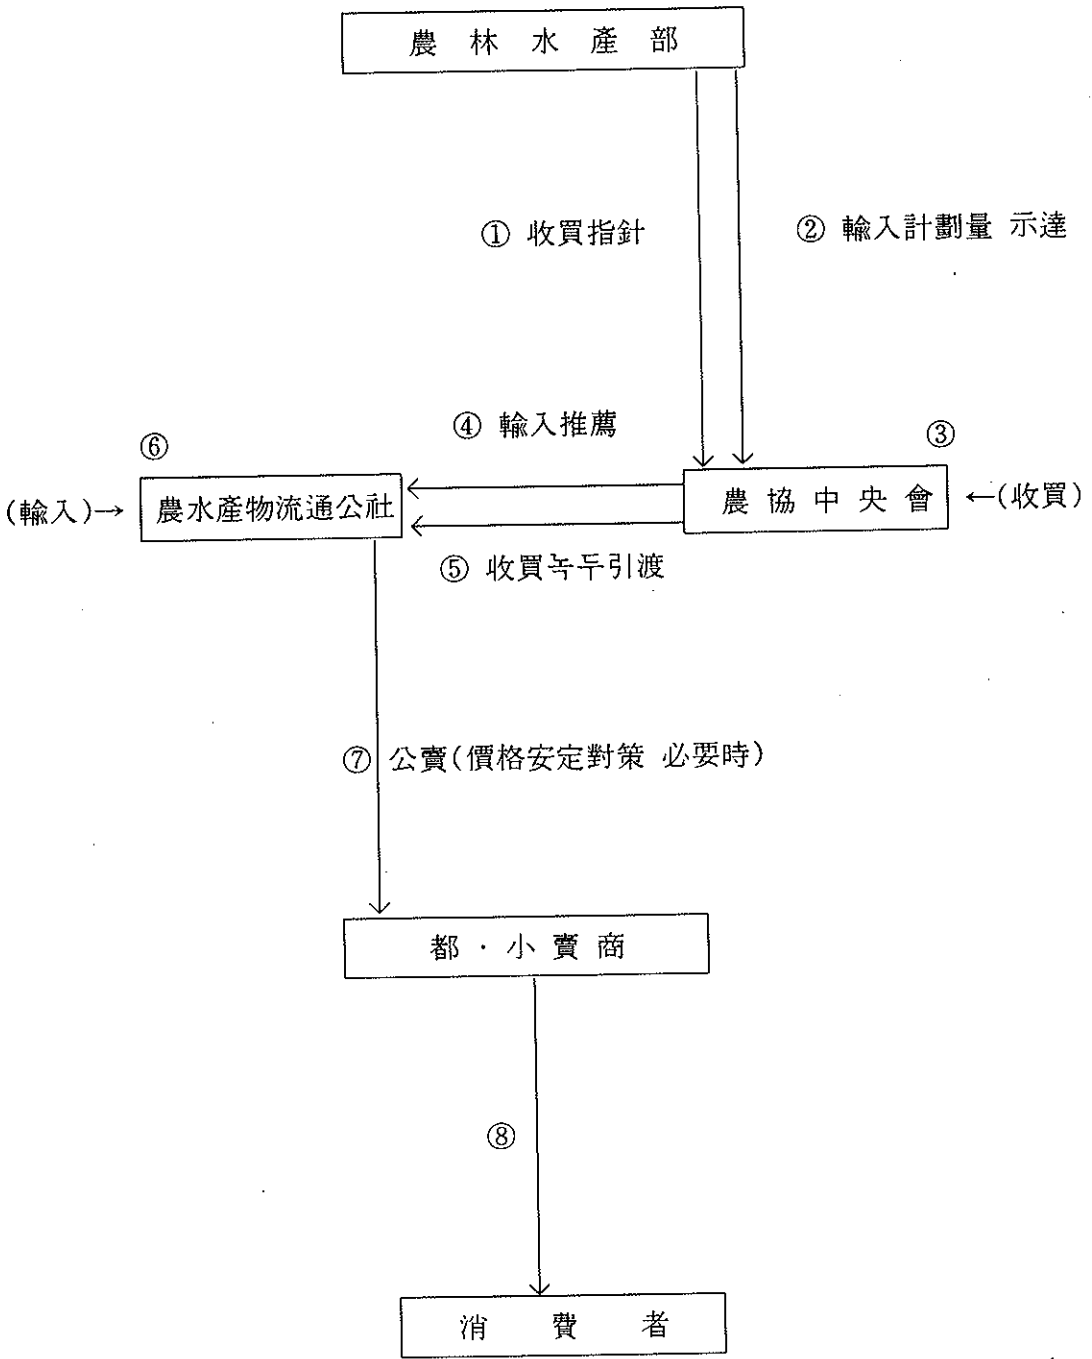 農林水產部
① 收買指針
② 輸入計劃量 示達
④ 輸入推薦
③
⑥
(輸入)→ 農水產物流通公社
農協中央會 ←(收買)
⑤ 收買녹두引渡
⑦ 公賣(價格安定對策 必要時)
都·小賣商
⑧
消費者